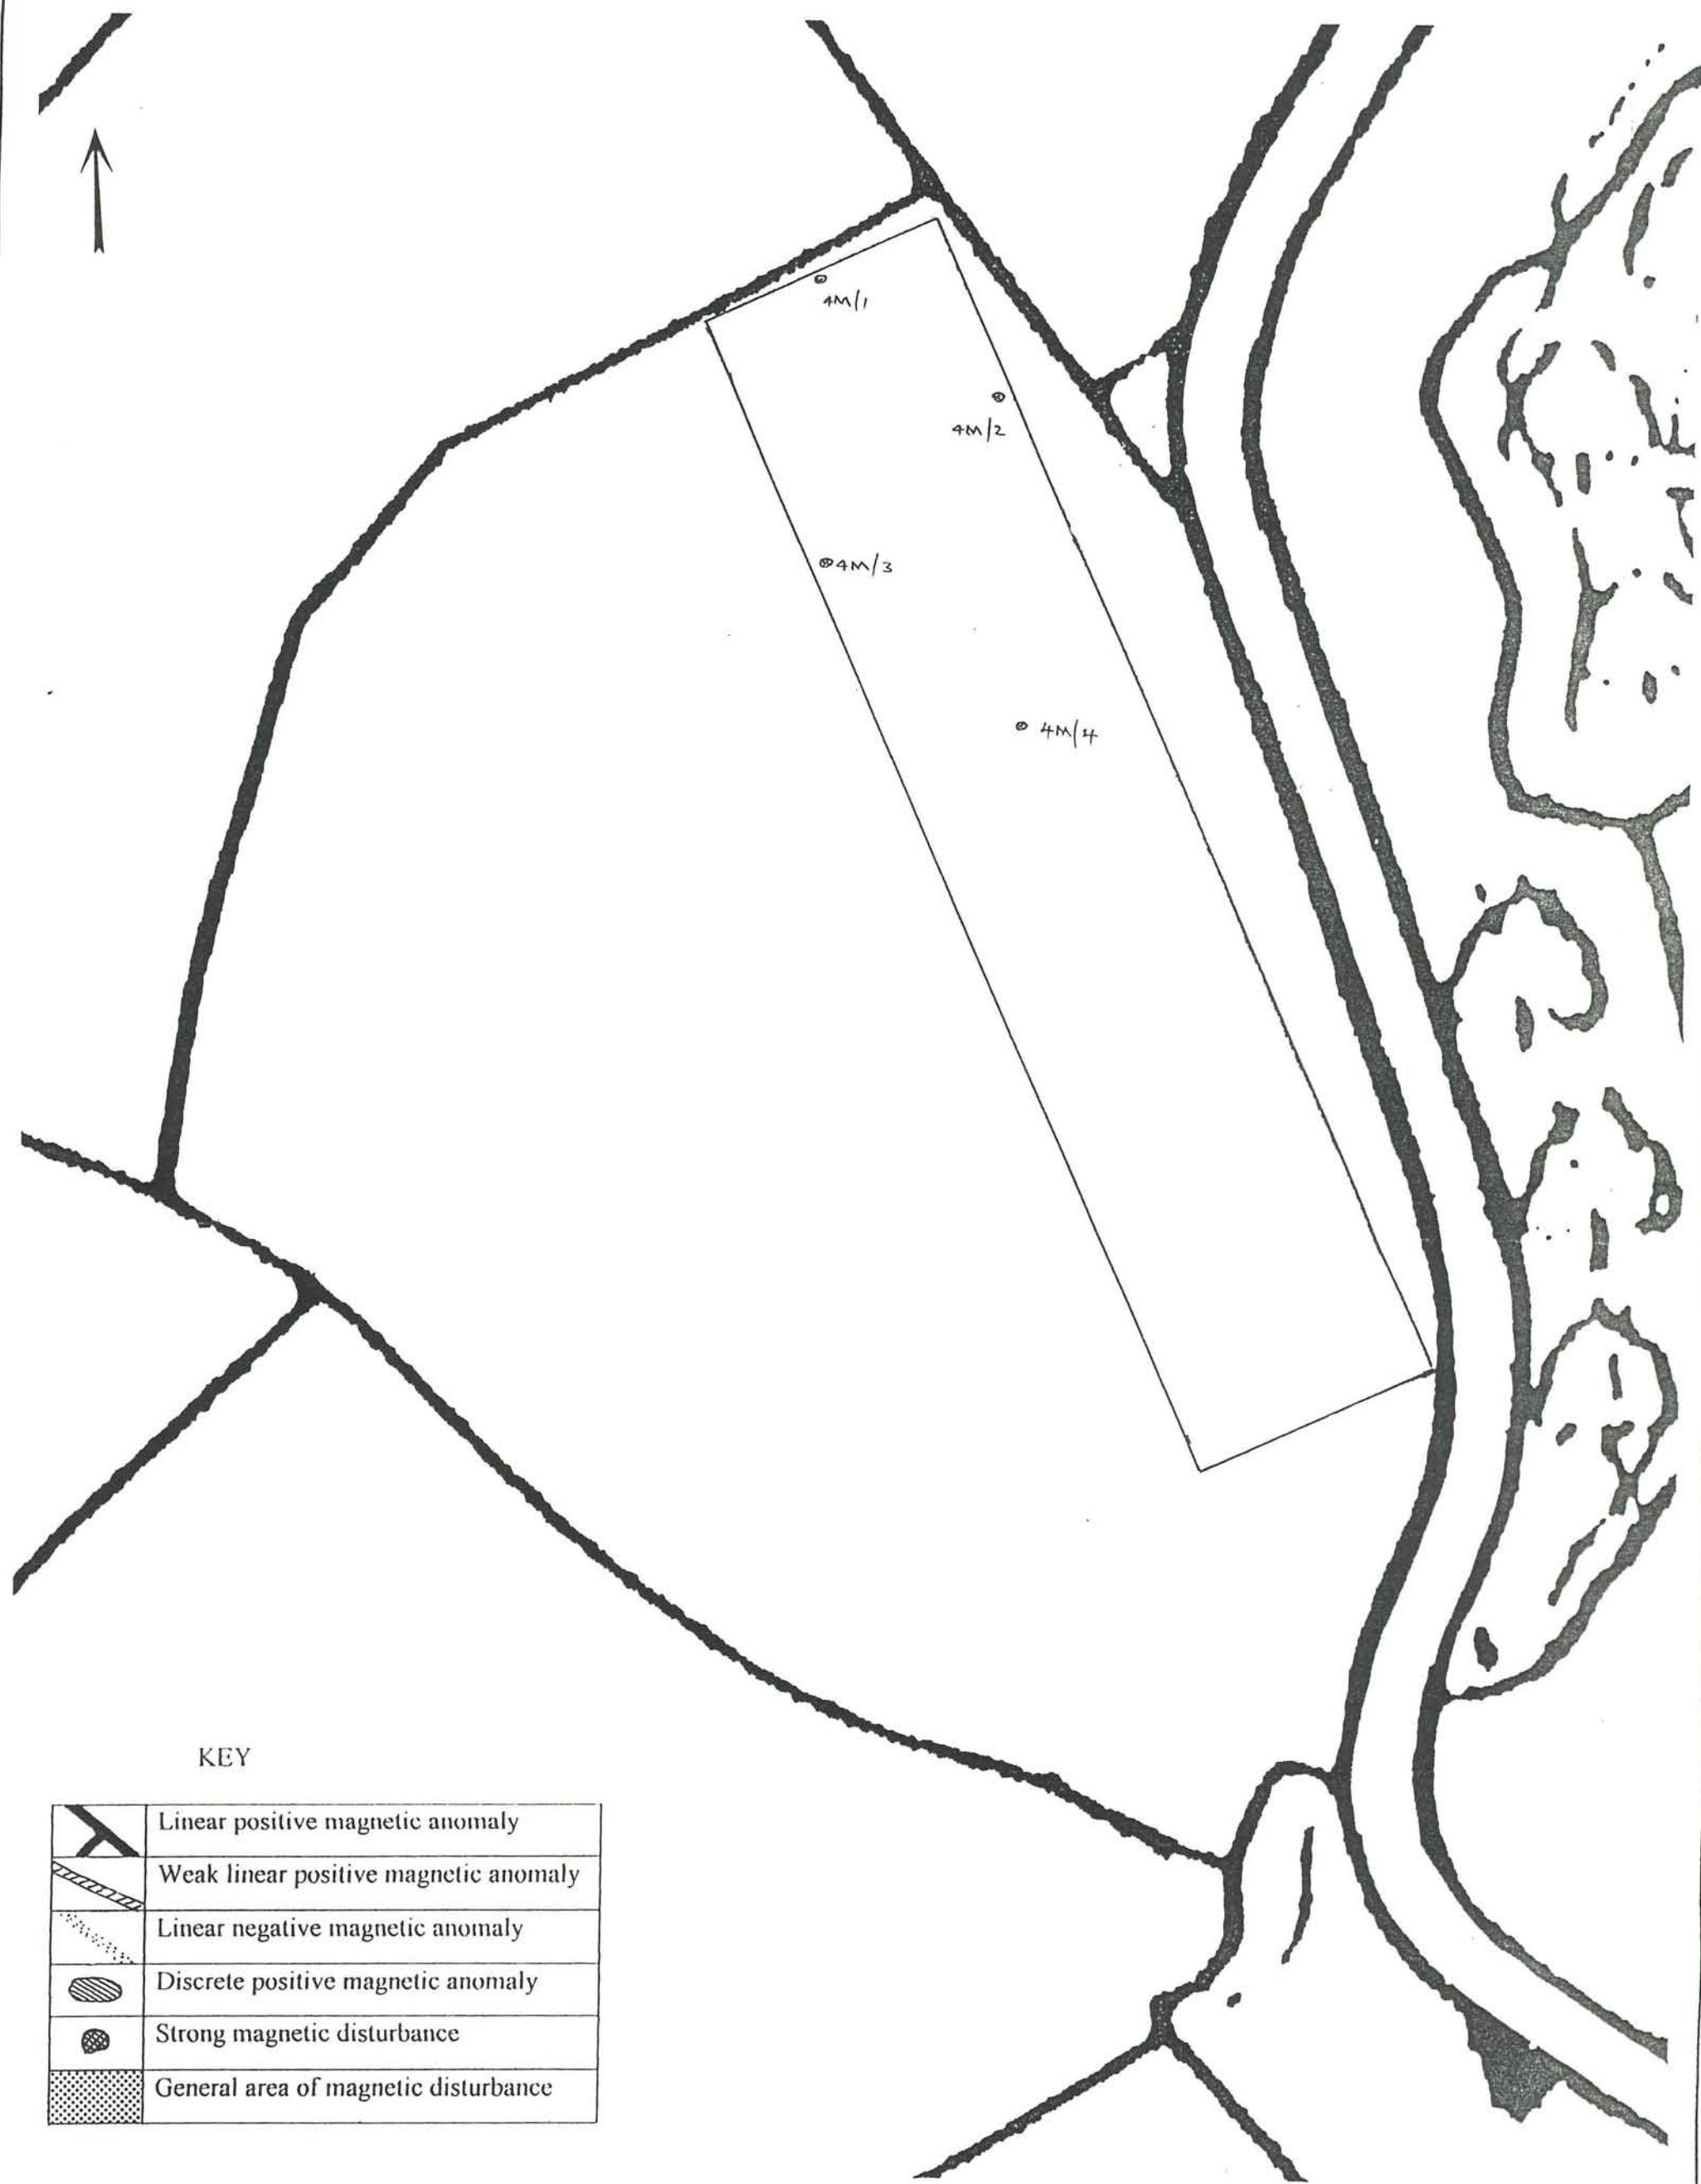 4M/1
4M/2
4M/3
4M/4
KEY
Linear positive magnetic anomaly
Weak linear positive magnetic anomaly
Linear negative magnetic anomaly
Discrete positive magnetic anomaly
Strong magnetic disturbance
General area of magnetic disturbance